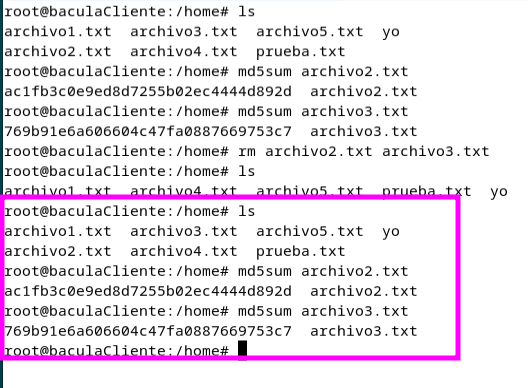 root@baculaCliente:/home# ls
archivo1.txt  archivo3.txt  archivo5.txt  yo
archivo2.txt  archivo4.txt  prueba.txt
root@baculaCliente:/home# md5sum archivo2.txt
ac1fb3c0e9ed8d7255b02ec4444d892d  archivo2.txt
root@baculaCliente:/home# md5sum archivo3.txt
769b91e6a606604c47fa0887669753c7  archivo3.txt
root@baculaCliente:/home# rm archivo2.txt archivo3.txt
root@baculaCliente:/home# ls
archivo1.txt  archivo4.txt  archivo5.txt  prueba.txt  yo
root@baculaCliente:/home# ls
archivo1.txt  archivo3.txt  archivo5.txt  yo
archivo2.txt  archivo4.txt  prueba.txt
root@baculaCliente:/home# md5sum archivo2.txt
ac1fb3c0e9ed8d7255b02ec4444d892d  archivo2.txt
root@baculaCliente:/home# md5sum archivo3.txt
769b91e6a606604c47fa0887669753c7  archivo3.txt
root@baculaCliente:/home#